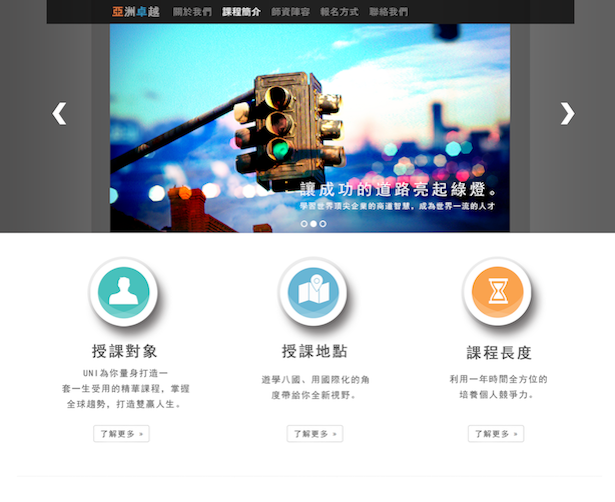 亞洲卓越 關於我們 課程簡介 師資陣容 報名方式 聯絡我們
讓成功的道路亮起綠燈。
學習世界頂尖企業的商道智慧，成為世界一流的人才
授課對象
UNI為你量身打造一
套一生受用的精華課程，掌握
全球趨勢，打造雙贏人生。
了解更多 »
授課地點
遊學八國、用國際化的角
度帶給你全新視野。
了解更多 »
課程長度
利用一年時間全方位的
培養個人競爭力。
了解更多 »